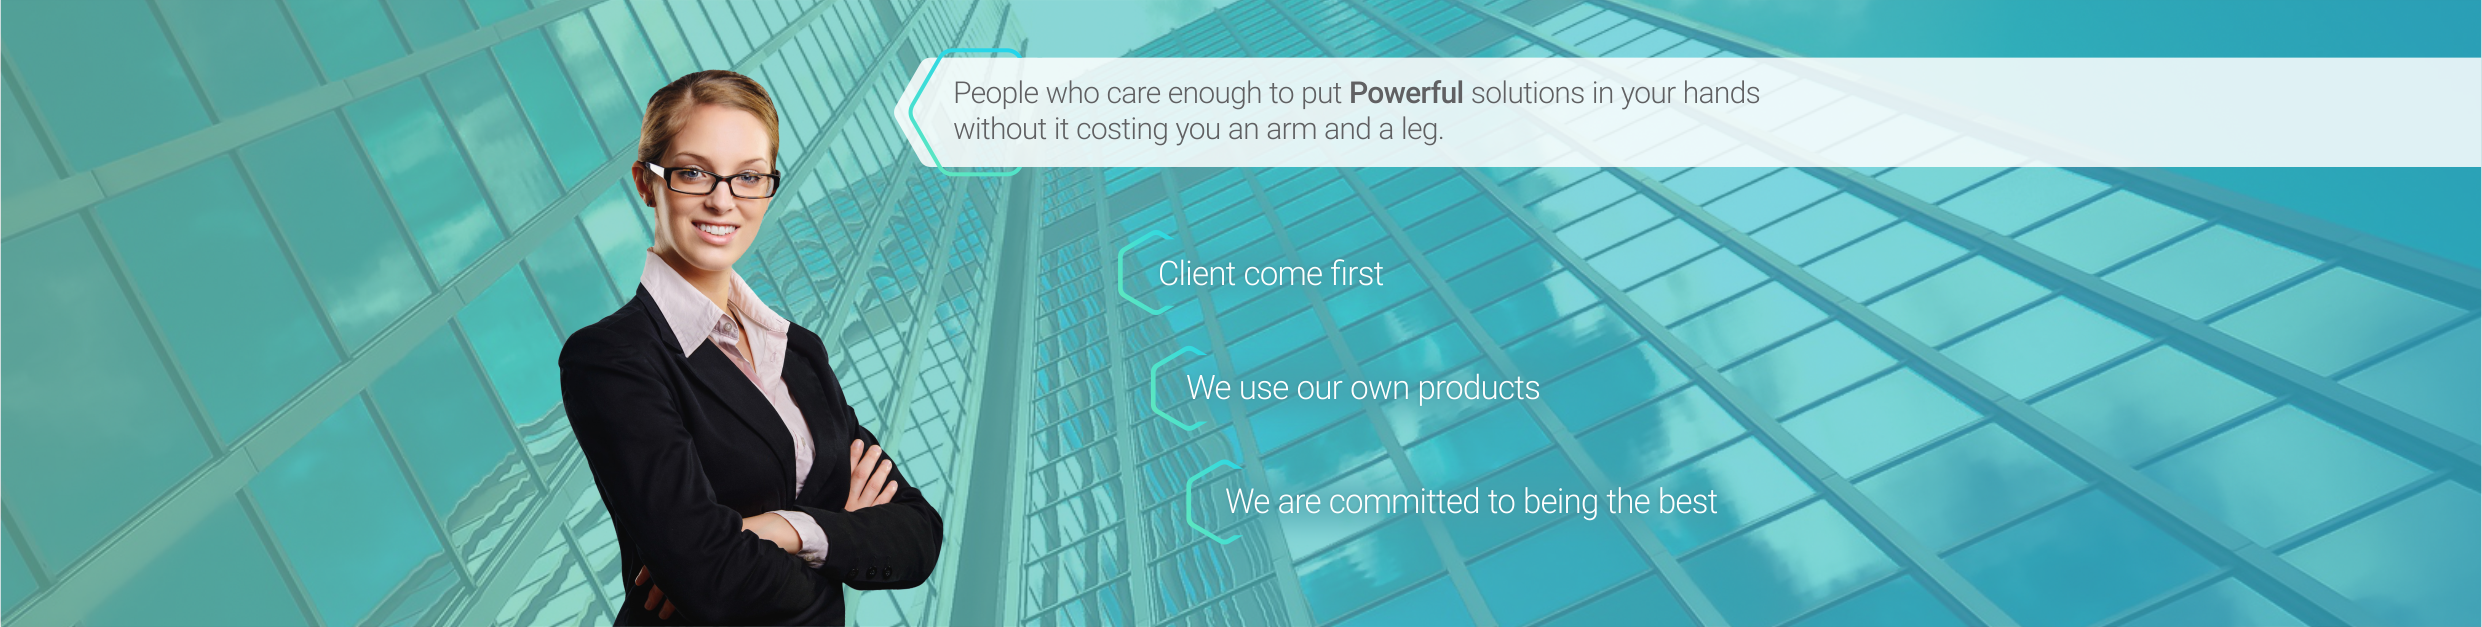 People who care enough to put Powerful solutions in your hands
without it costing you an arm and a leg.
Client come first
We use our own products
We are committed to being the best